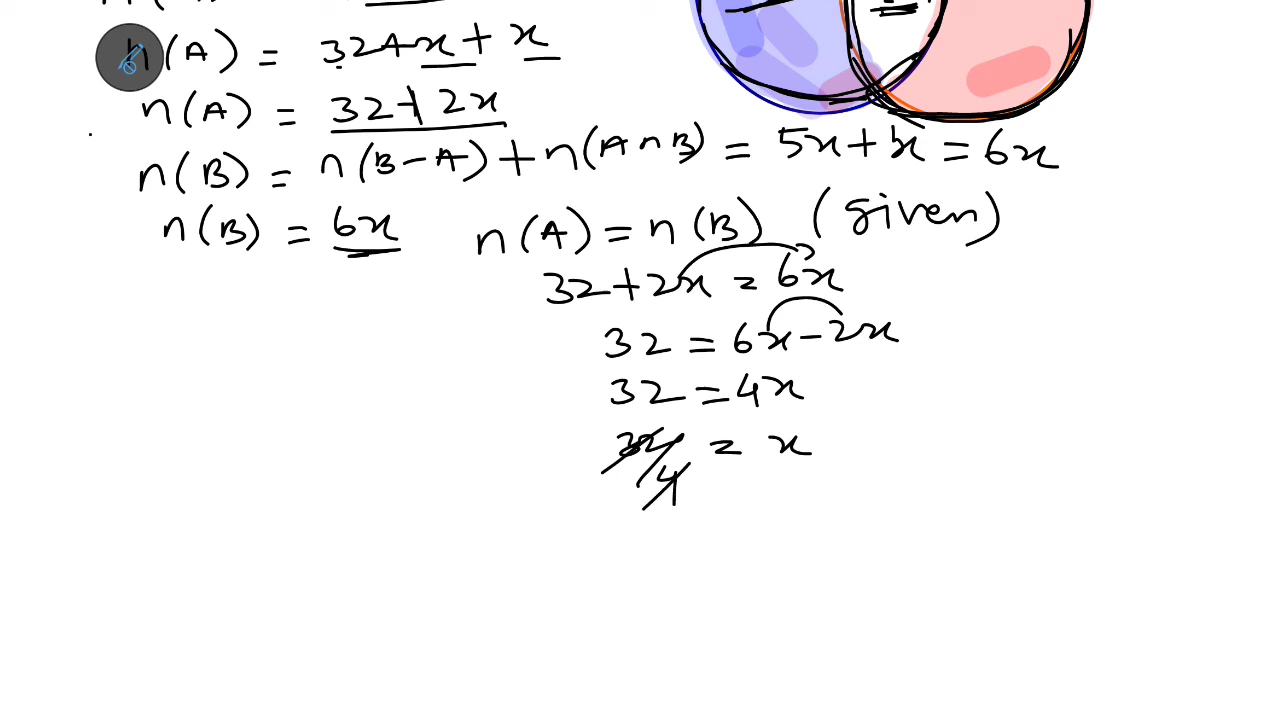 n(A) = 32+x+x
n(A) = 32+2x
n(B) = n(B-A)+n(A∩B) = 5x+x = 6x
n(B) = 6x n(A) = n(B) (given)
32+2x = 6x
32 = 6x-2x
32 = 4x
32/4 = x